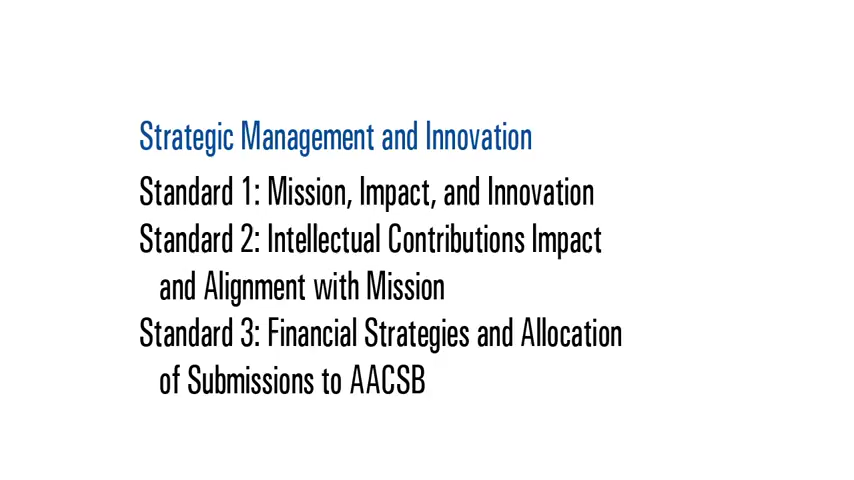 Strategic Management and Innovation
Standard 1: Mission, Impact, and Innovation
Standard 2: Intellectual Contributions Impact
and Alignment with Mission
Standard 3: Financial Strategies and Allocation
of Submissions to AACSB